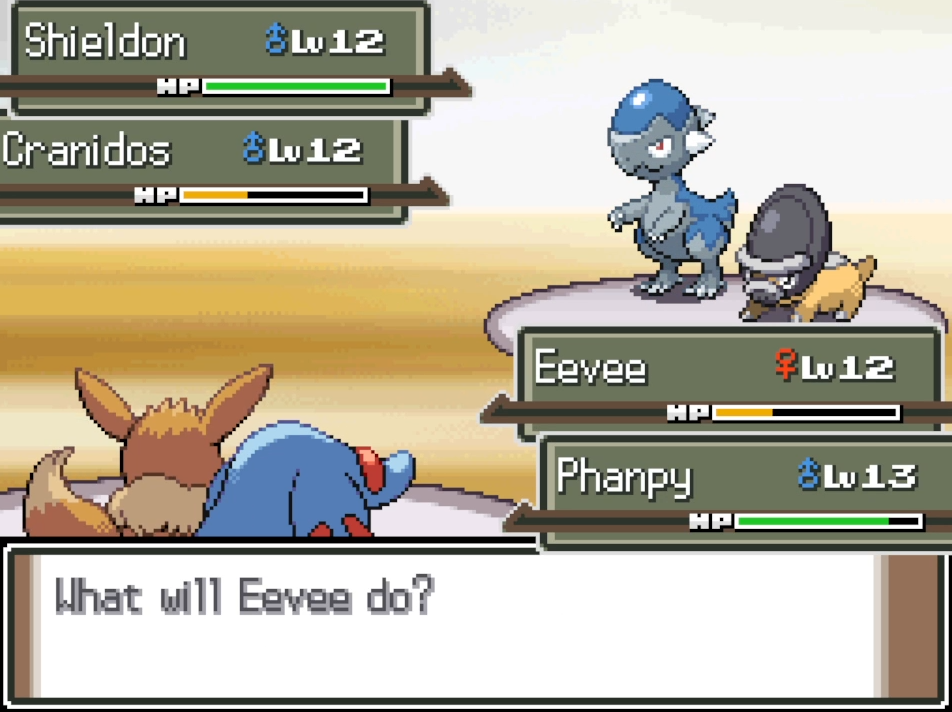 Shieldon ♂Lv12
HP
Cranidos ♂Lv12
HP
Eevee ♀Lv12
HP
Phanpy ♂Lv13
HP
What will Eevee do?